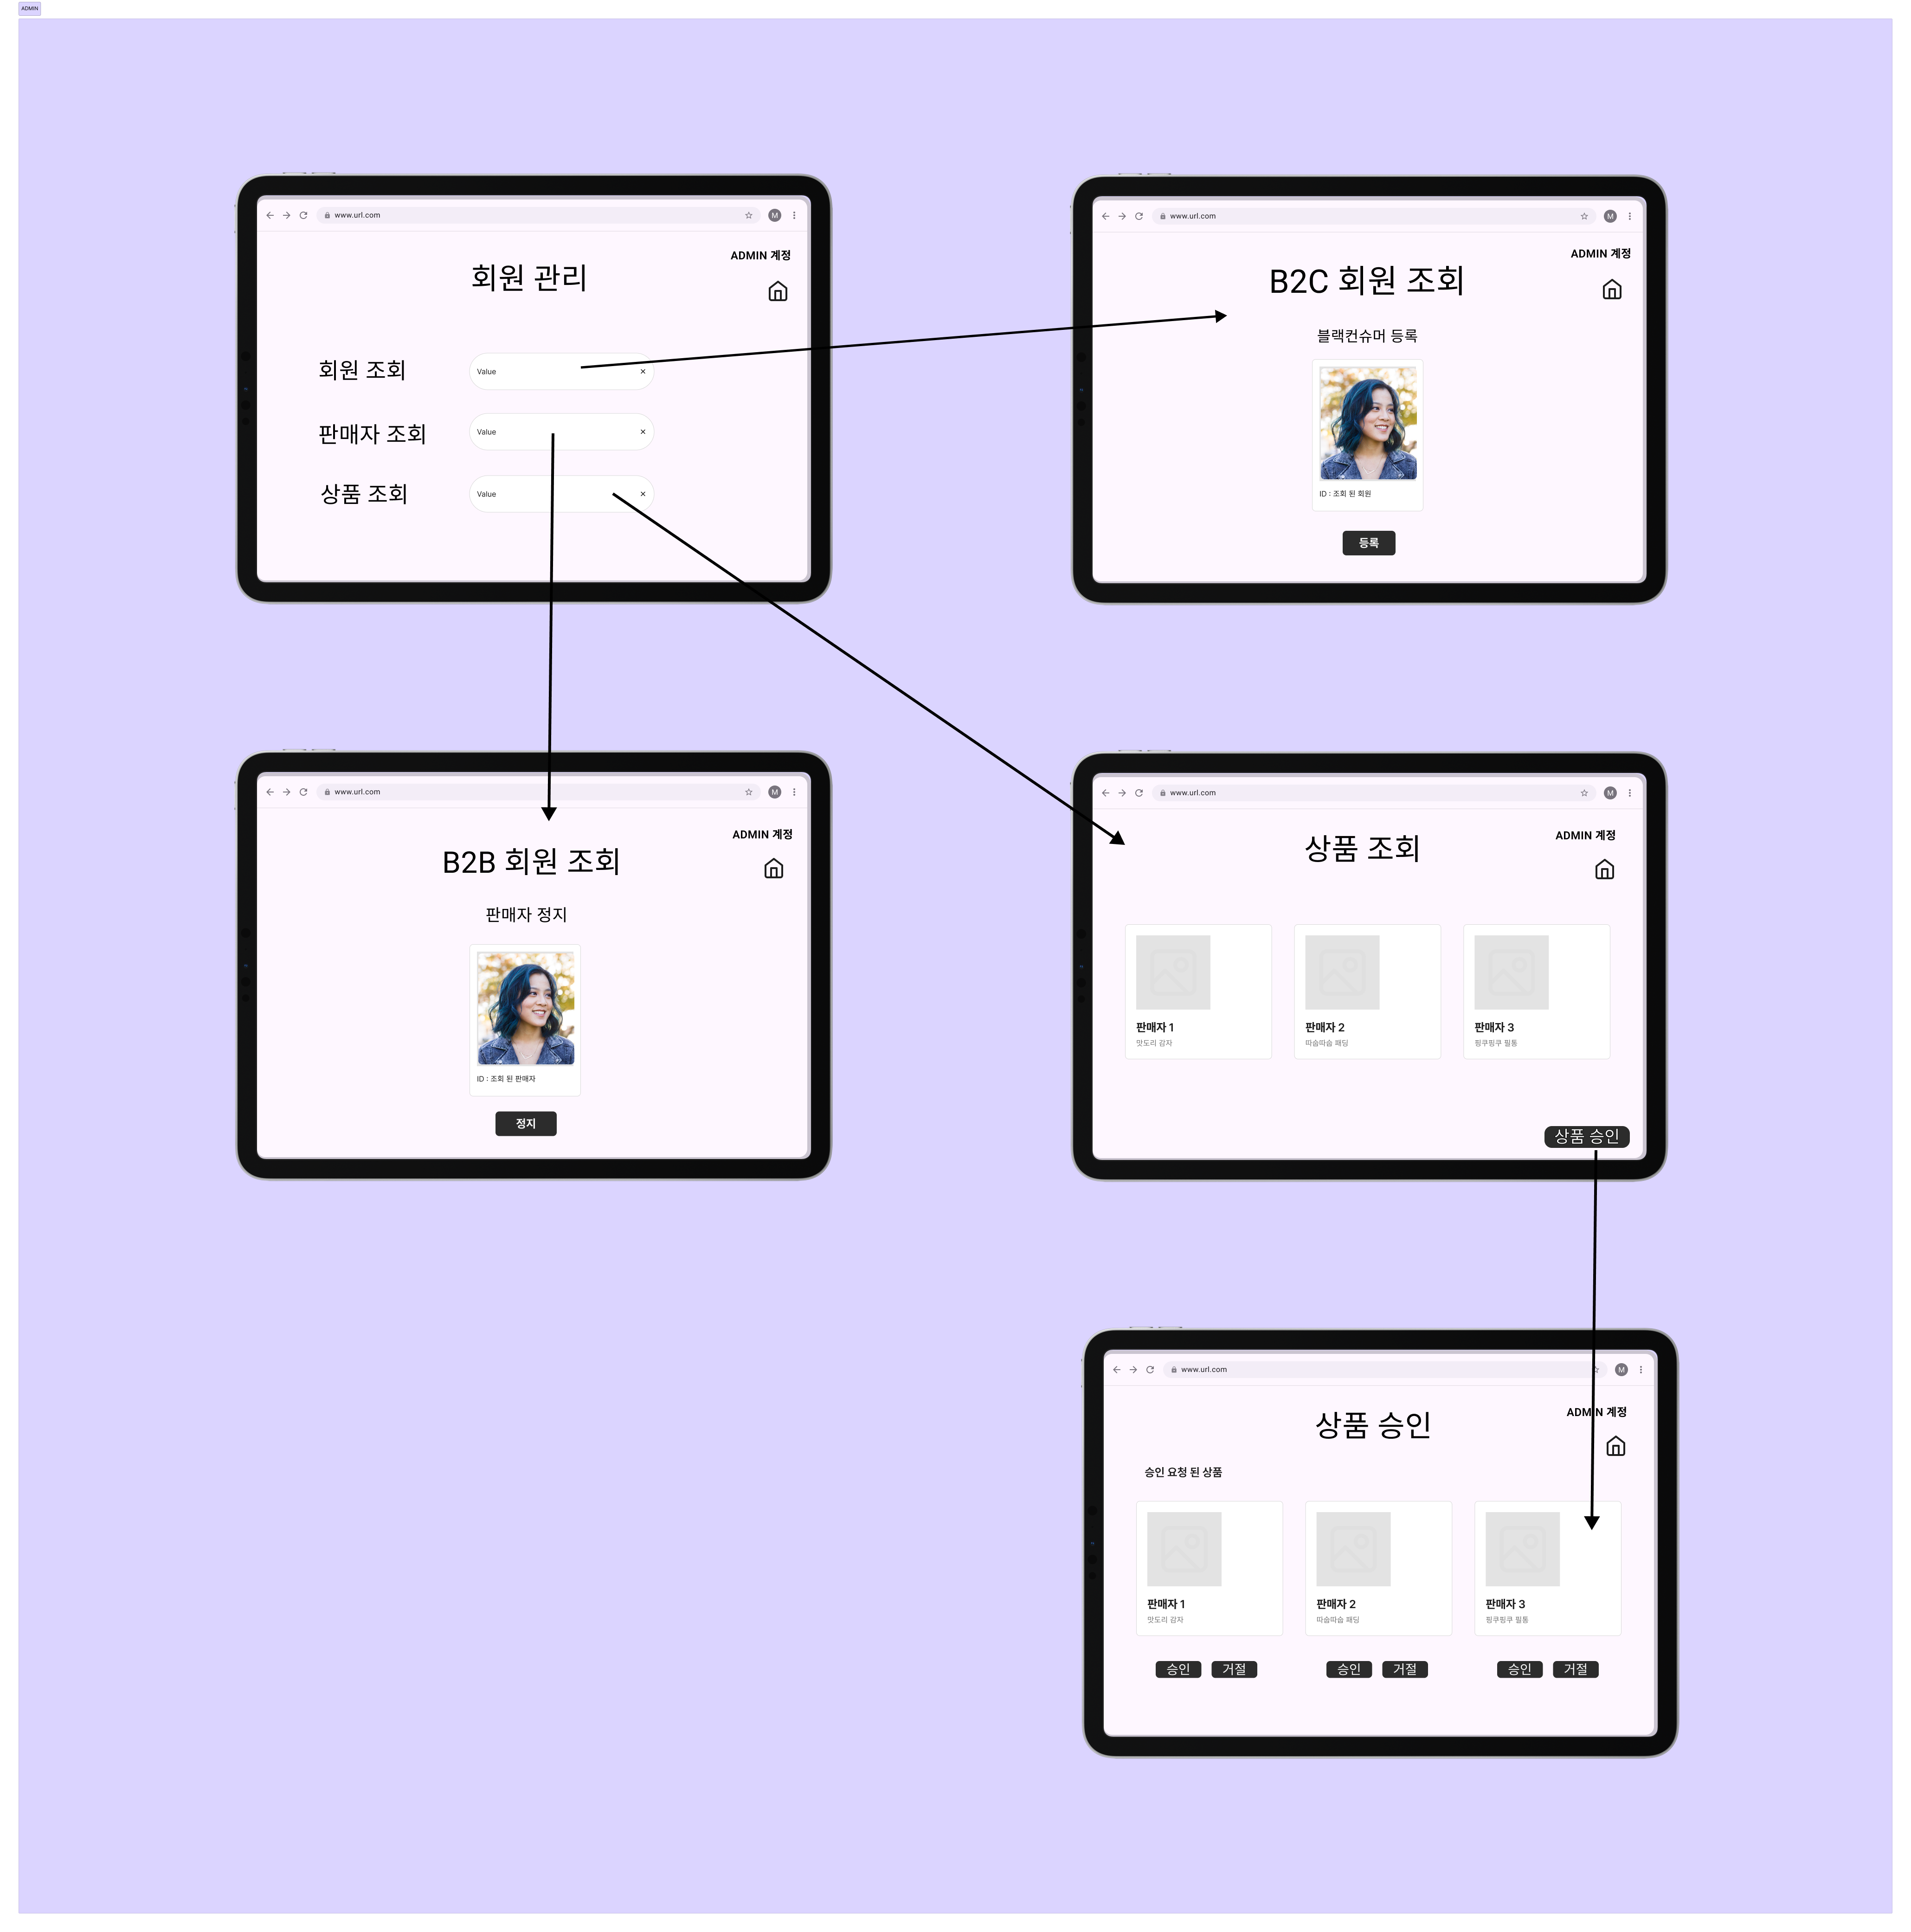 ADMIN
www.url.com
M
ADMIN 계정
회원 관리
회원 조회
Value
판매자 조회
Value
상품 조회
Value
www.url.com
M
ADMIN 계정
B2C 회원 조회
블랙컨슈머 등록
ID : 조회 된 회원
등록
www.url.com
M
ADMIN 계정
B2B 회원 조회
판매자 정지
ID : 조회 된 판매자
정지
www.url.com
M
ADMIN 계정
상품 조회
판매자 1
맛도리 감자
판매자 2
따숩따숩 패딩
판매자 3
핑쿠핑쿠 필통
상품 승인
www.url.com
M
ADMIN 계정
상품 승인
승인 요청 된 상품
판매자 1
맛도리 감자
판매자 2
따숩따숩 패딩
판매자 3
핑쿠핑쿠 필통
승인 거절
승인 거절
승인 거절